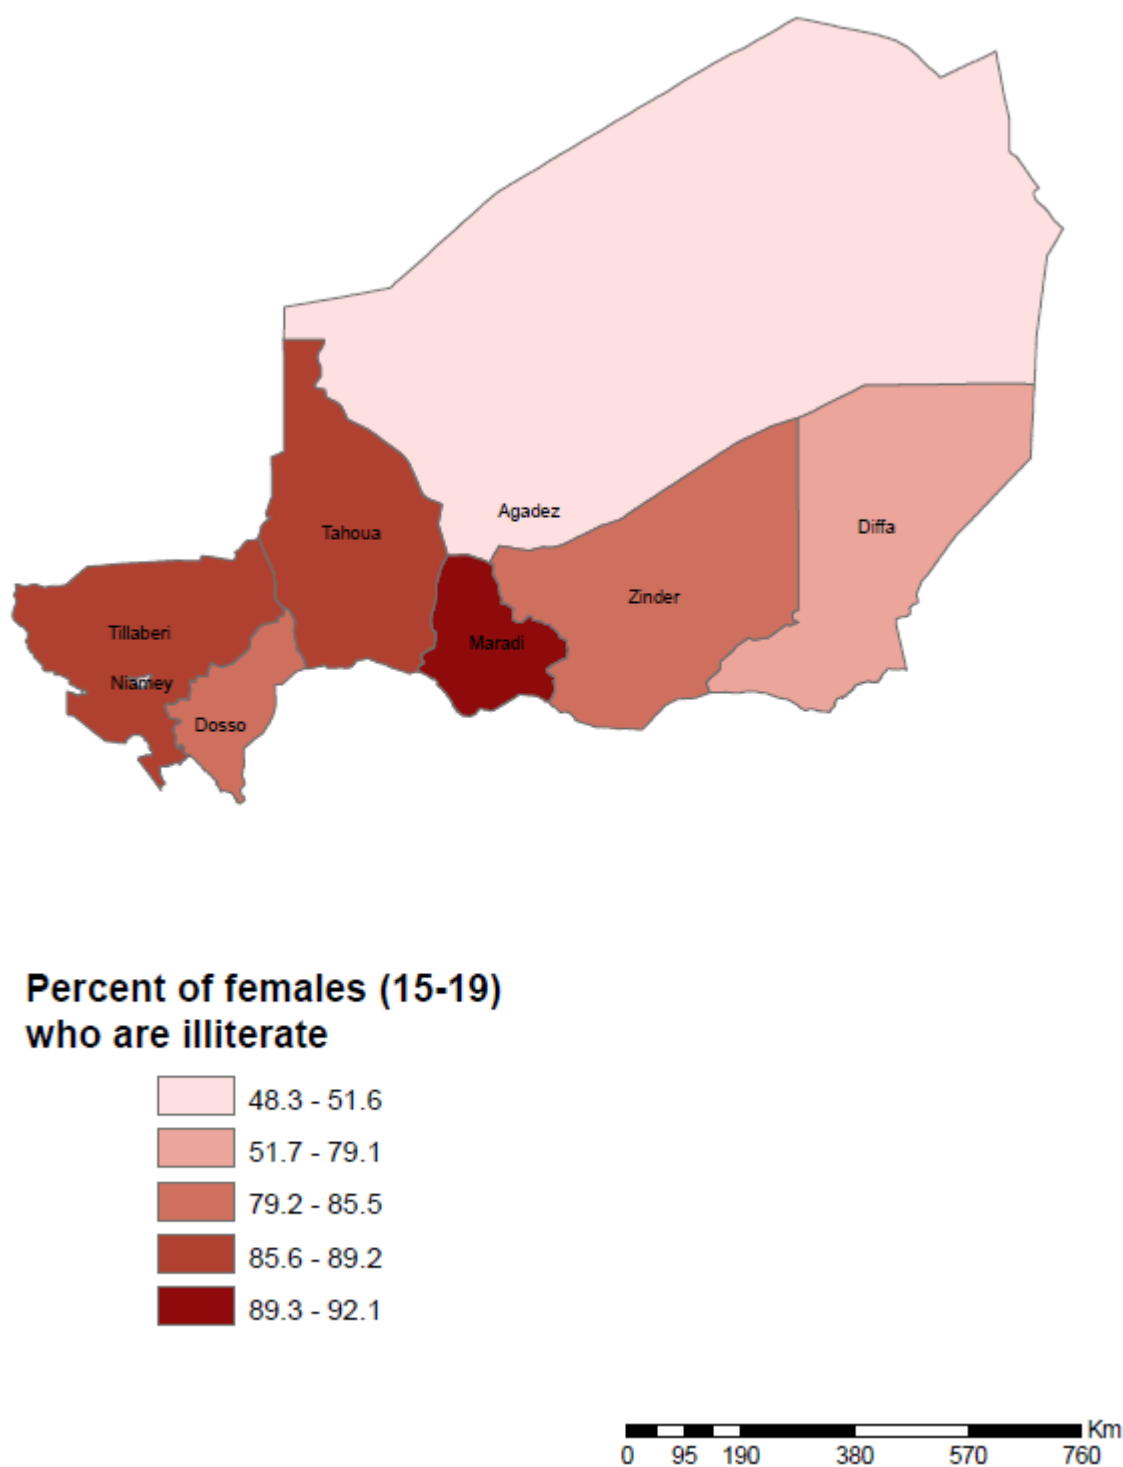 Agadez
Diffa
Tahoua
Zinder
Tillaberi
Maradi
Niamey
Dosso
Percent of females (15-19)
who are illiterate
48.3 - 51.6
51.7 - 79.1
79.2 - 85.5
85.6 - 89.2
89.3 - 92.1
Km
0 95 190 380 570 760